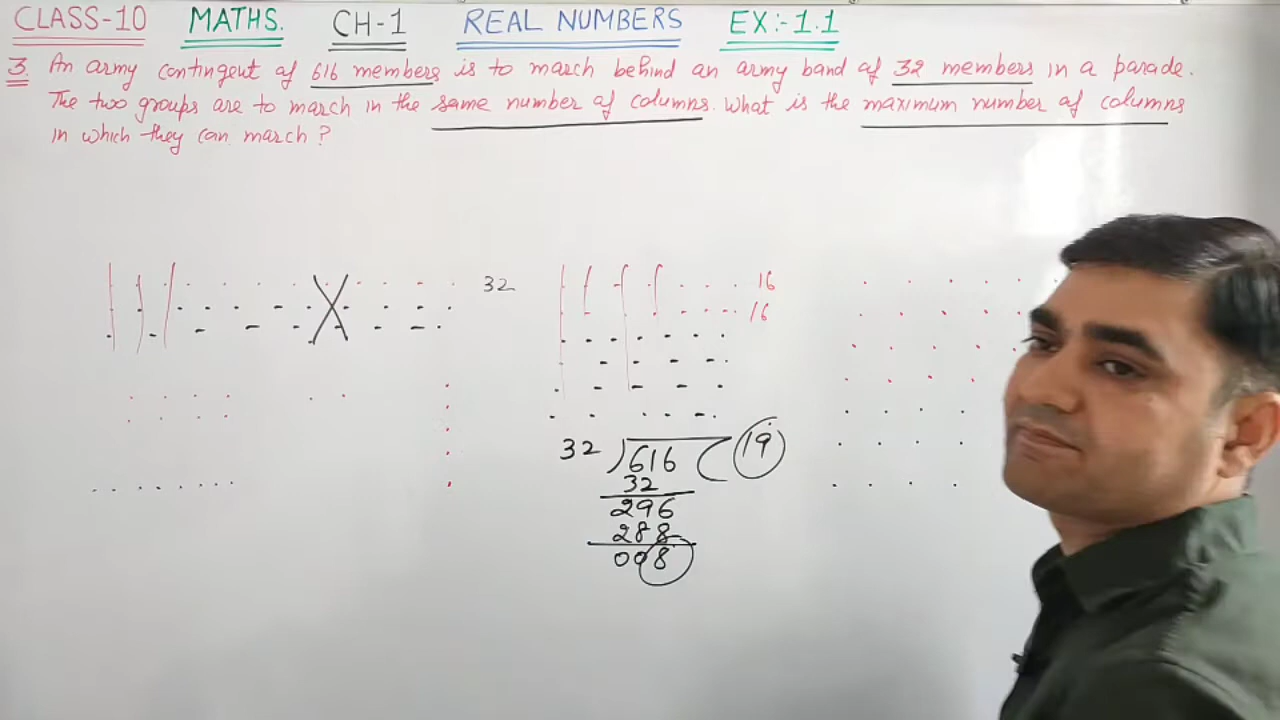 CLASS-10 MATHS. CH-1 REAL NUMBERS EX:-1.1
3. An army contingent of 616 members is to march behind an army band of 32 members in a parade.
The two groups are to march in the same number of columns. What is the maximum number of columns
in which they can march?
32
16
16
32 616 19
32
296
288
008